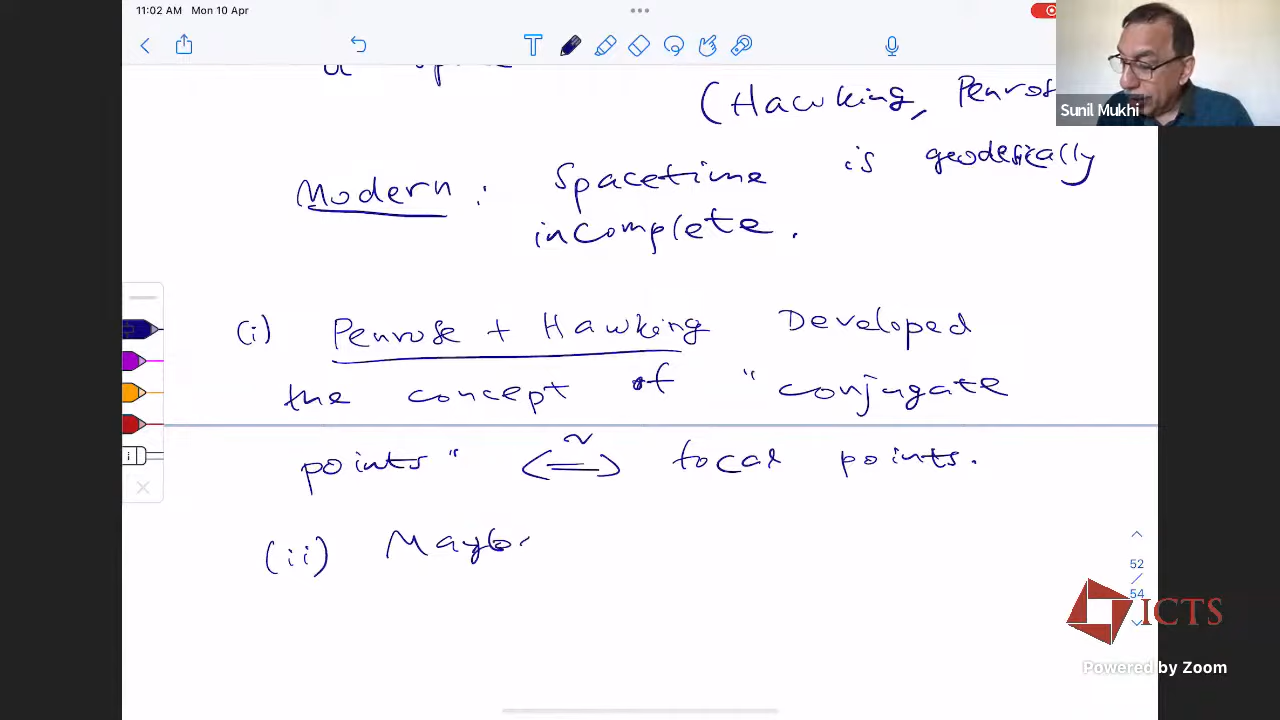 11:02 AM Mon 10 Apr
(Hawking, Penros
Sunil Mukhi
Modern : Spacetime is geodesically
incomplete.
(i) Penrose + Hawking Developed
the concept of "conjugate
points" <=> focal points.
(ii) Maybe
52
/
54
ICTS
Powered by Zoom